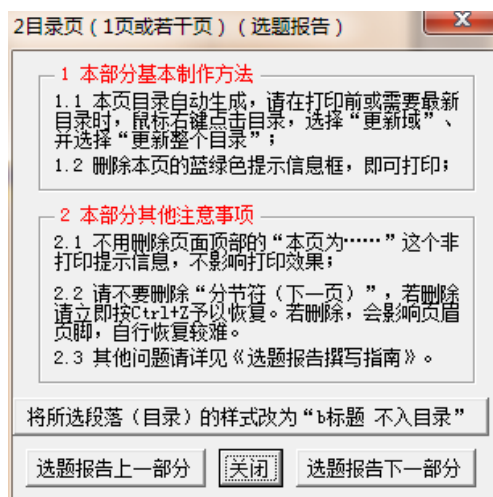 2目录页（1页或若干页）（选题报告）
1 本部分基本制作方法
1.1 本页目录自动生成，请在打印前或需要最新
目录时，鼠标右键点击目录，选择“更新域”、
并选择“更新整个目录”；
1.2 删除本页的蓝绿色提示信息框，即可打印；
2 本部分其他注意事项
2.1 不用删除页面顶部的“本页为……”这个非
打印提示信息，不影响打印效果；
2.2 请不要删除“分节符（下一页）”，若删除
请立即按Ctrl+Z予以恢复。若删除，会影响页眉
页脚，自行恢复较难。
2.3 其他问题请详见《选题报告撰写指南》。
将所选段落（目录）的样式改为“b标题 不入目录”
选题报告上一部分 关闭 选题报告下一部分